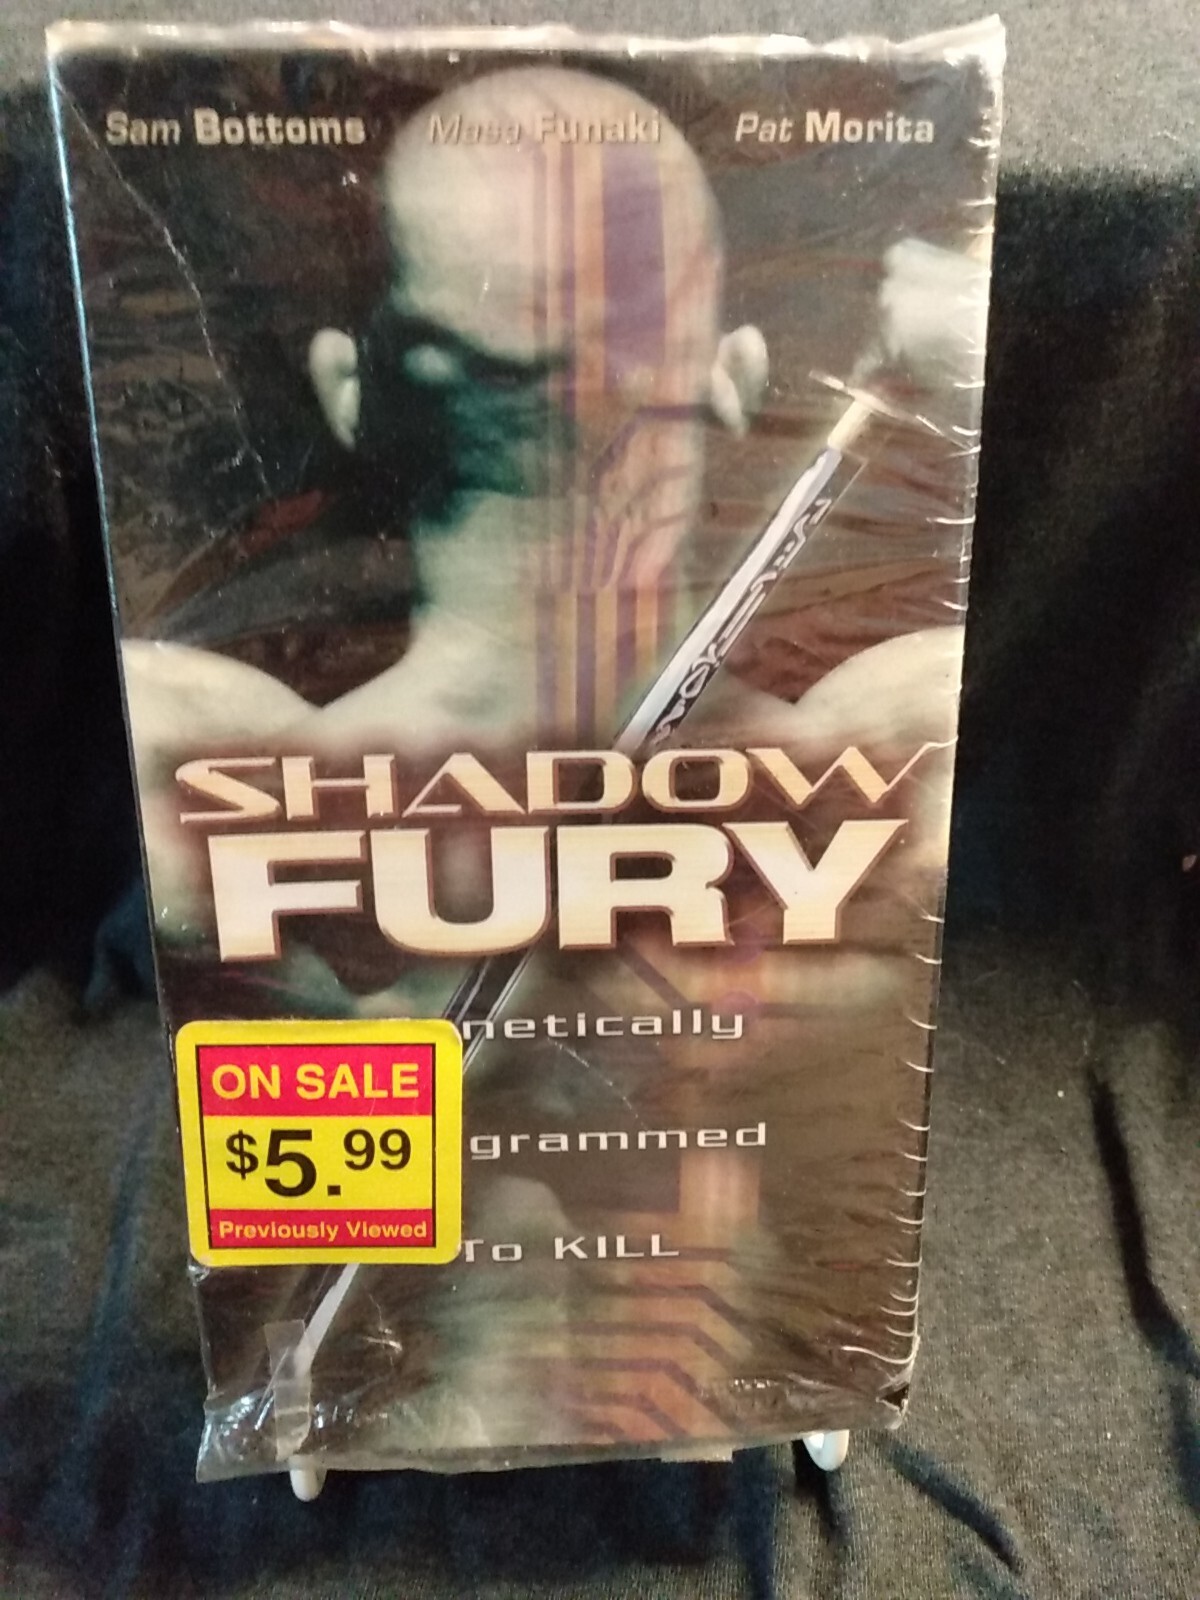 Sam Bottoms Masa Funaki Pat Morita
SHADOW
FURY
netically
grammed
To KILL
ON SALE
$5.99
Previously Viewed